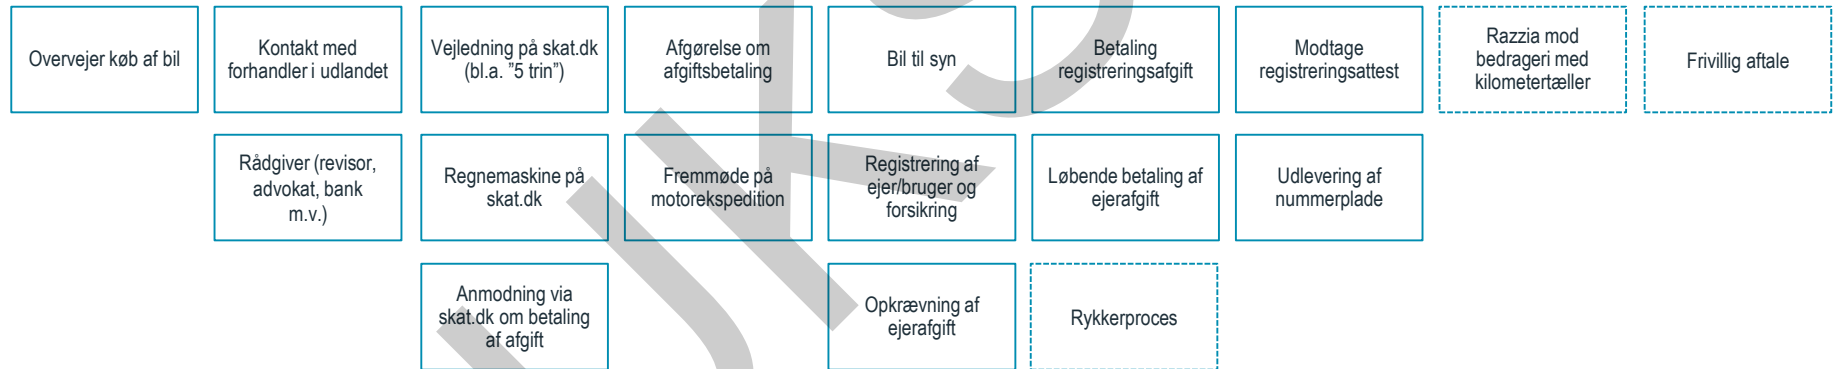 Overvejer køb af bil
Kontakt med
forhandler i udlandet
Vejledning på skat.dk
(bl.a. ”5 trin”)
Afgørelse om
afgiftsbetaling
Bil til syn
Betaling
registreringsafgift
Modtage
registreringsattest
Razzia mod
bedrageri med
kilometertæller
Frivillig aftale
Rådgiver (revisor,
advokat, bank
m.v.)
Regnemaskine på
skat.dk
Fremmøde på
motorekspedition
Registrering af
ejer/bruger og
forsikring
Løbende betaling af
ejerafgift
Udlevering af
nummerplade
Anmodning via
skat.dk om betaling
af afgift
Opkrævning af
ejerafgift
Rykkerproces